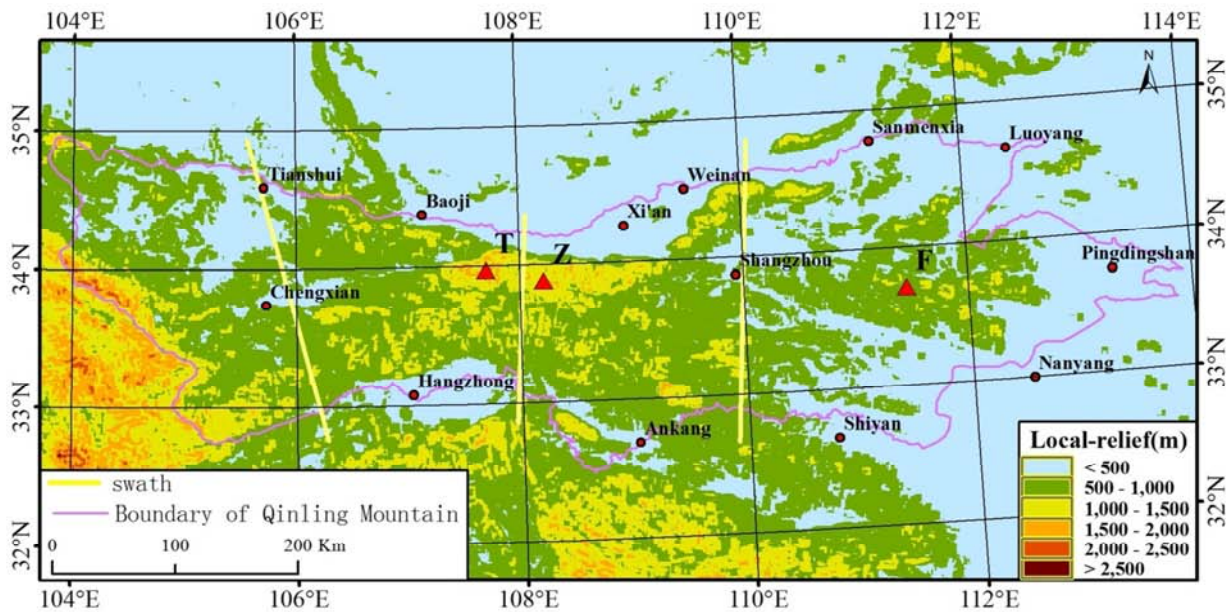 104°E 106°E 108°E 110°E 112°E 114°E
N
35°N
35°N
Sanmenxia
Luoyang
Tianshui
Weinan
Baoji
Xi'an
34°N
34°N
T
Z
Shangzhou
F
Pingdingshan
Chengxian
Hangzhong
Nanyang
33°N
33°N
Ankang
Shiyan
Local-relief(m)
< 500
500 - 1,000
1,000 - 1,500
1,500 - 2,000
2,000 - 2,500
> 2,500
swath
Boundary of Qinling Mountain
0 100 200 Km
32°N
32°N
104°E 106°E 108°E 110°E 112°E